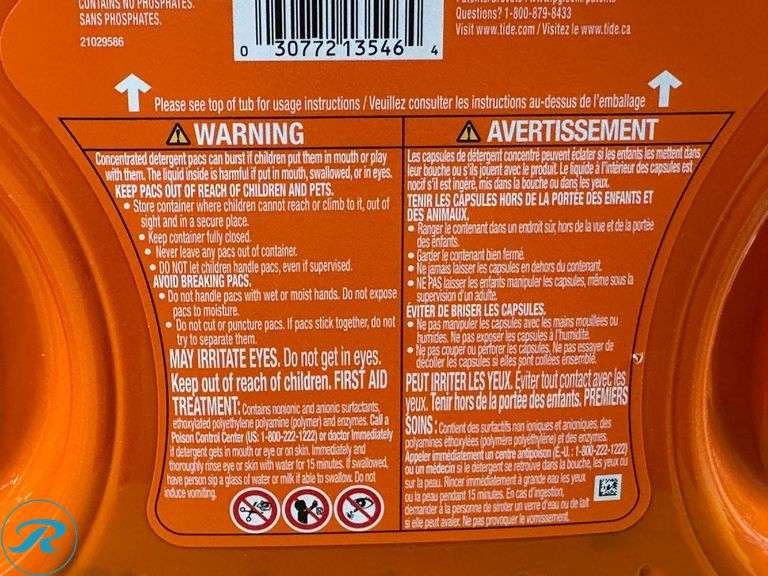 CONTAINS NO PHOSPHATES.
SANS PHOSPHATES.
21029586
0 30772 13546 4
Questions? 1-800-879-8433
Visit www.tide.com / Visitez le www.tide.ca
Please see top of tub for usage instructions / Veuillez consulter les instructions au-dessus de l'emballage
WARNING
Concentrated detergent pacs can burst if children put them in mouth or play
with them. The liquid inside is harmful if put in mouth, swallowed, or in eyes.
KEEP PACS OUT OF REACH OF CHILDREN AND PETS.
• Store container where children cannot reach or climb to it, out of
sight and in a secure place.
• Keep container fully closed.
• Never leave any pacs out of container.
• DO NOT let children handle pacs, even if supervised.
AVOID BREAKING PACS.
• Do not handle pacs with wet or moist hands. Do not expose
pacs to moisture.
• Do not cut or puncture pacs. If pacs stick together, do not
try to separate them.
MAY IRRITATE EYES. Do not get in eyes.
Keep out of reach of children. FIRST AID
TREATMENT: Contains nonionic and anionic surfactants,
ethoxylated polyethylene polyamine (polymer) and enzymes. Call a
Poison Control Center (US: 1-800-222-1222) or doctor immediately
if detergent gets in mouth or eye or on skin. Immediately and
thoroughly rinse eye or skin with water for 15 minutes. If swallowed,
have person sip a glass of water or milk if able to swallow. Do not
induce vomiting.
AVERTISSEMENT
Les capsules de détergent concentré peuvent éclater si les enfants les mettent dans
leur bouche ou s'ils jouent avec le produit. Le liquide à l'intérieur des capsules est
nocif s'il est ingéré, mis dans la bouche ou dans les yeux.
TENIR LES CAPSULES HORS DE LA PORTÉE DES ENFANTS ET
DES ANIMAUX.
• Ranger le contenant dans un endroit sûr, hors de la vue et de la portée
des enfants.
• Garder le contenant bien fermé.
• Ne jamais laisser les capsules en dehors du contenant.
• NE PAS laisser les enfants manipuler les capsules, même sous la
supervision d'un adulte.
ÉVITER DE BRISER LES CAPSULES.
• Ne pas manipuler les capsules avec les mains mouillées ou
humides. Ne pas exposer les capsules à l'humidité.
• Ne pas couper ou perforer les capsules. Ne pas essayer de
décoller les capsules si elles sont collées ensemble.
PEUT IRRITER LES YEUX. Éviter tout contact avec les
yeux. Tenir hors de la portée des enfants. PREMIERS
SOINS : Contient des surfactifs non ioniques et anioniques, des
polyamines éthoxylées (polymère polyéthylène) et des enzymes.
Appeler immédiatement un centre antipoison (É.-U. : 1-800-222-1222)
ou un médecin si le détergent se retrouve dans la bouche, les yeux ou
sur la peau. Rincer immédiatement à grande eau les yeux
ou la peau pendant 15 minutes. En cas d'ingestion,
demander à la personne de siroter un verre d'eau ou de lait
si elle peut avaler. Ne pas provoquer le vomissement.
R